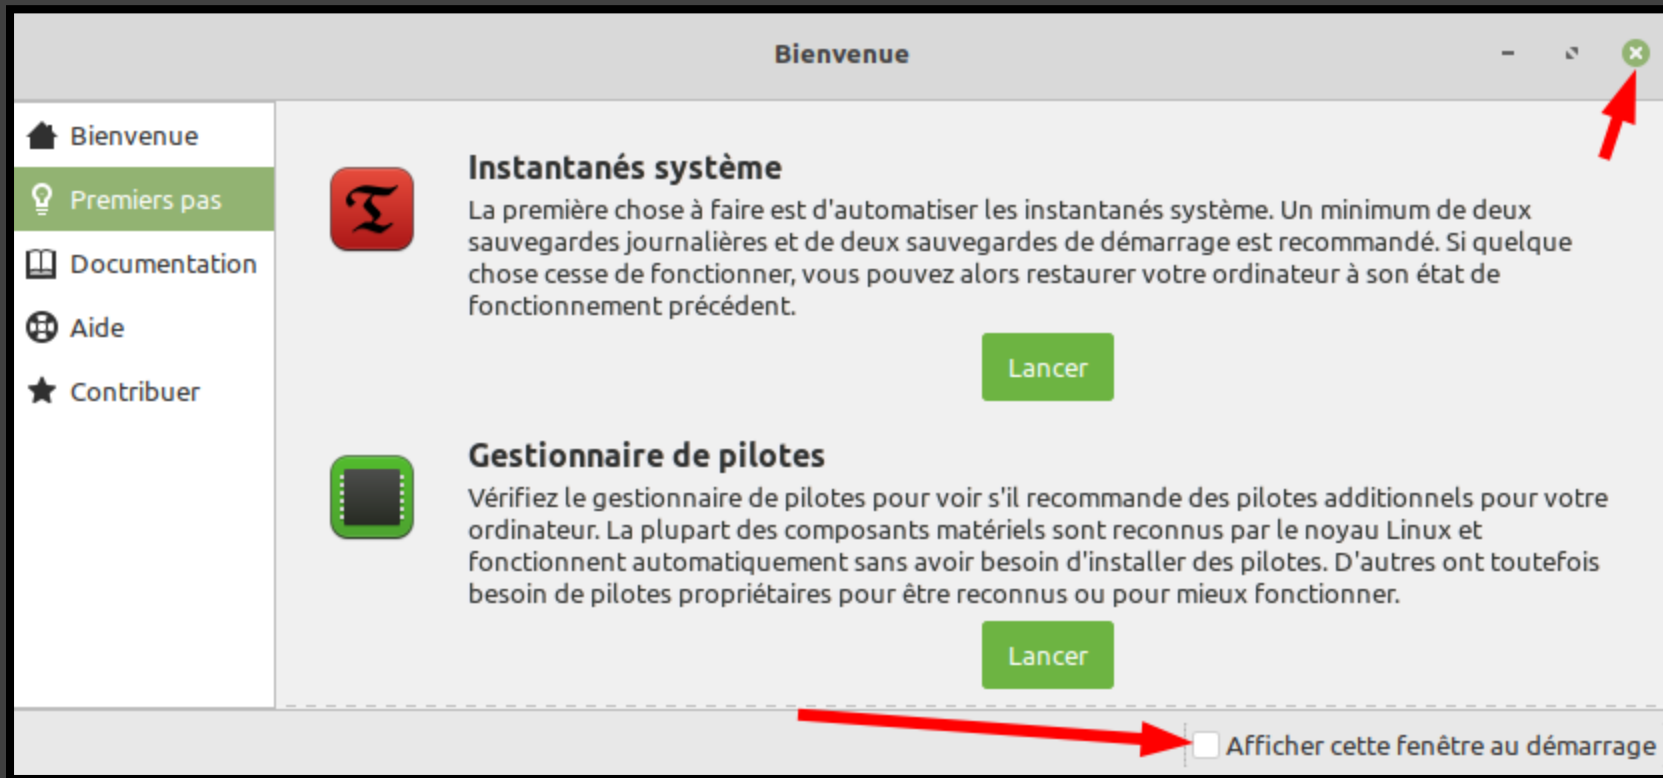 Bienvenue
Bienvenue
Premiers pas
Documentation
Aide
Contribuer
Instantanés système
La première chose à faire est d'automatiser les instantanés système. Un minimum de deux
sauvegardes journalières et de deux sauvegardes de démarrage est recommandé. Si quelque
chose cesse de fonctionner, vous pouvez alors restaurer votre ordinateur à son état de
fonctionnement précédent.
Lancer
Gestionnaire de pilotes
Vérifiez le gestionnaire de pilotes pour voir s'il recommande des pilotes additionnels pour votre
ordinateur. La plupart des composants matériels sont reconnus par le noyau Linux et
fonctionnent automatiquement sans avoir besoin d'installer des pilotes. D'autres ont toutefois
besoin de pilotes propriétaires pour être reconnus ou pour mieux fonctionner.
Lancer
Afficher cette fenêtre au démarrage